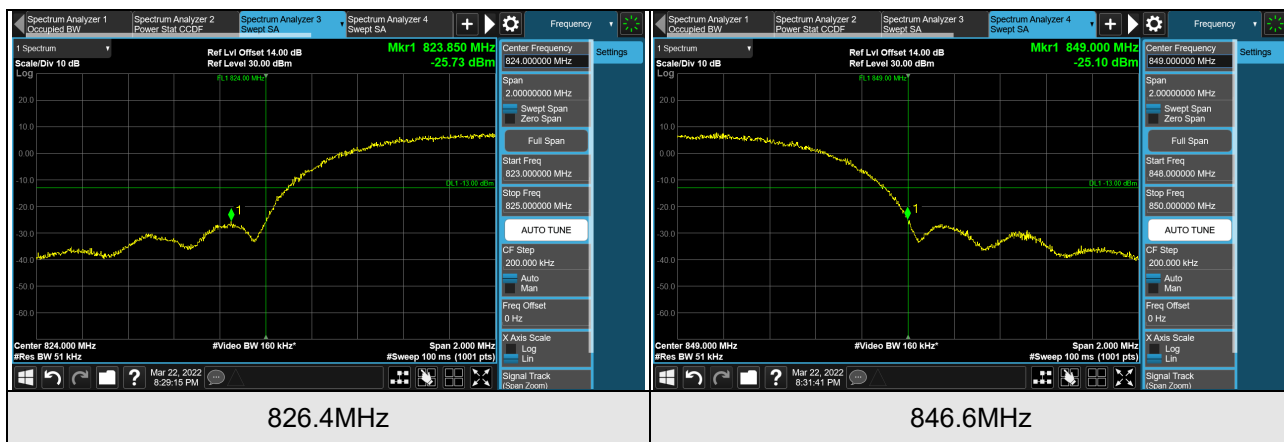 Spectrum Analyzer 1
Occupied BW
Spectrum Analyzer 2
Power Stat CCDF
Spectrum Analyzer 3
Swept SA
Spectrum Analyzer 4
Swept SA
Frequency
1 Spectrum
Scale/Div 10 dB
Log
Ref Lvl Offset 14.00 dB
Ref Level 30.00 dBm
Mkr1 823.850 MHz
-25.73 dBm
FL1 824.00 MHz
20.0
10.0
0.00
-10.0
-20.0
-30.0
-40.0
-50.0
-60.0
DL1 -13.00 dBm
1
Center 824.000 MHz
#Res BW 51 kHz
#Video BW 160 kHz*
Span 2.000 MHz
#Sweep 100 ms (1001 pts)
Center Frequency
824.000000 MHz
Settings
Span
2.00000000 MHz
Swept Span
Zero Span
Full Span
Start Freq
823.000000 MHz
Stop Freq
825.000000 MHz
AUTO TUNE
CF Step
200.000 kHz
Auto
Man
Freq Offset
0 Hz
X Axis Scale
Log
Lin
Signal Track
(Span Zoom)
?
Mar 22, 2022
8:29:15 PM
826.4MHz
Spectrum Analyzer 1
Occupied BW
Spectrum Analyzer 2
Power Stat CCDF
Spectrum Analyzer 3
Swept SA
Spectrum Analyzer 4
Swept SA
Frequency
1 Spectrum
Scale/Div 10 dB
Log
Ref Lvl Offset 14.00 dB
Ref Level 30.00 dBm
Mkr1 849.000 MHz
-25.10 dBm
FL1 849.00 MHz
20.0
10.0
0.00
-10.0
-20.0
-30.0
-40.0
-50.0
-60.0
DL1 -13.00 dBm
1
Center 849.000 MHz
#Res BW 51 kHz
#Video BW 160 kHz*
Span 2.000 MHz
#Sweep 100 ms (1001 pts)
Center Frequency
849.000000 MHz
Settings
Span
2.00000000 MHz
Swept Span
Zero Span
Full Span
Start Freq
848.000000 MHz
Stop Freq
850.000000 MHz
AUTO TUNE
CF Step
200.000 kHz
Auto
Man
Freq Offset
0 Hz
X Axis Scale
Log
Lin
Signal Track
(Span Zoom)
?
Mar 22, 2022
8:31:41 PM
846.6MHz